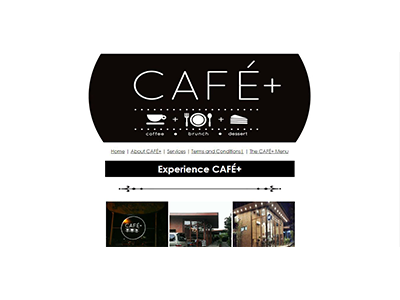 CAFÉ+
coffee brunch dessert
Home | About CAFÉ+ | Services | Terms and Conditions | The CAFÉ+ Menu
Experience CAFÉ+
CAFÉ+